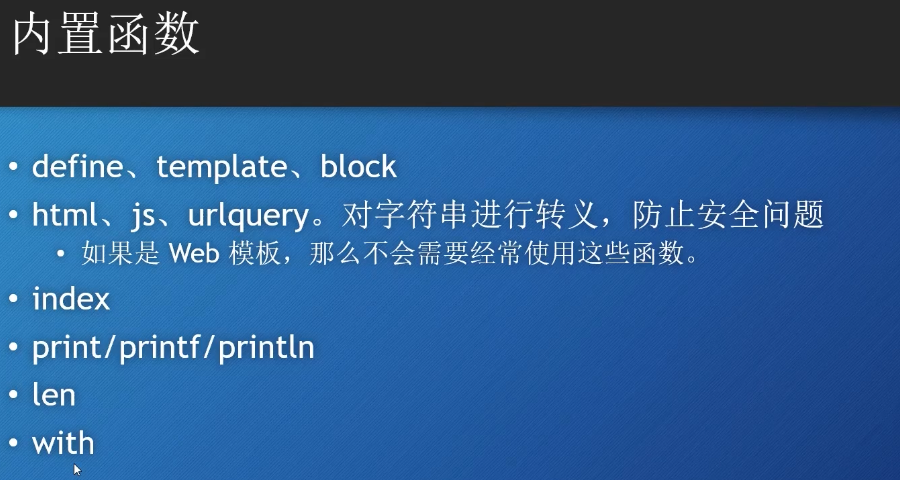 内置函数
• define、template、block
• html、js、urlquery。对字符串进行转义，防止安全问题
• 如果是 Web 模板，那么不会需要经常使用这些函数。
• index
• print/printf/println
• len
• with